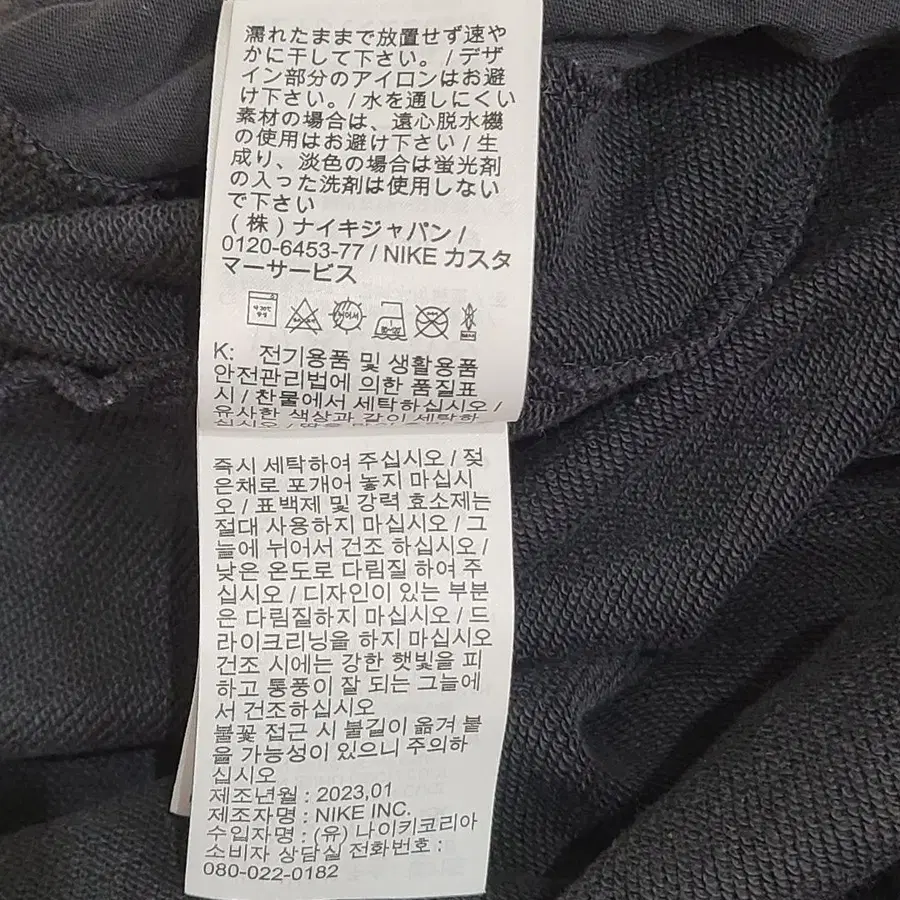 濡れたままで放置せず速や
かに干して下さい。/ デザ
イン部分のアイロンはお避
け下さい。/ 水を通しにくい
素材の場合は、遠心脱水機
の使用はお避け下さい / 生
成り、淡色の場合は蛍光剤
の入った洗剤は使用しない
で下さい
(株) ナイキジャパン /
0120-6453-77 / NIKE カスタ
マーサービス
K: 전기용품 및 생활용품
안전관리법에 의한 품질표
시 / 찬물에서 세탁하십시오 /
유사한 색상과 같이 세탁하
십시오 /
즉시 세탁하여 주십시오 / 젖
은채로 포개어 놓지 마십시
오 / 표백제 및 강력 효소제는
절대 사용하지 마십시오 / 그
늘에 뉘어서 건조 하십시오 /
낮은 온도로 다림질 하여 주
십시오 / 디자인이 있는 부분
은 다림질하지 마십시오 / 드
라이크리닝을 하지 마십시오
건조 시에는 강한 햇빛을 피
하고 통풍이 잘 되는 그늘에
서 건조하십시오
불꽃 접근 시 불길이 옮겨 붙
을 가능성이 있으니 주의하
십시오
제조년월 : 2023,01
제조자명 : NIKE INC.
수입자명 : (유) 나이키코리아
소비자 상담실 전화번호 :
080-022-0182